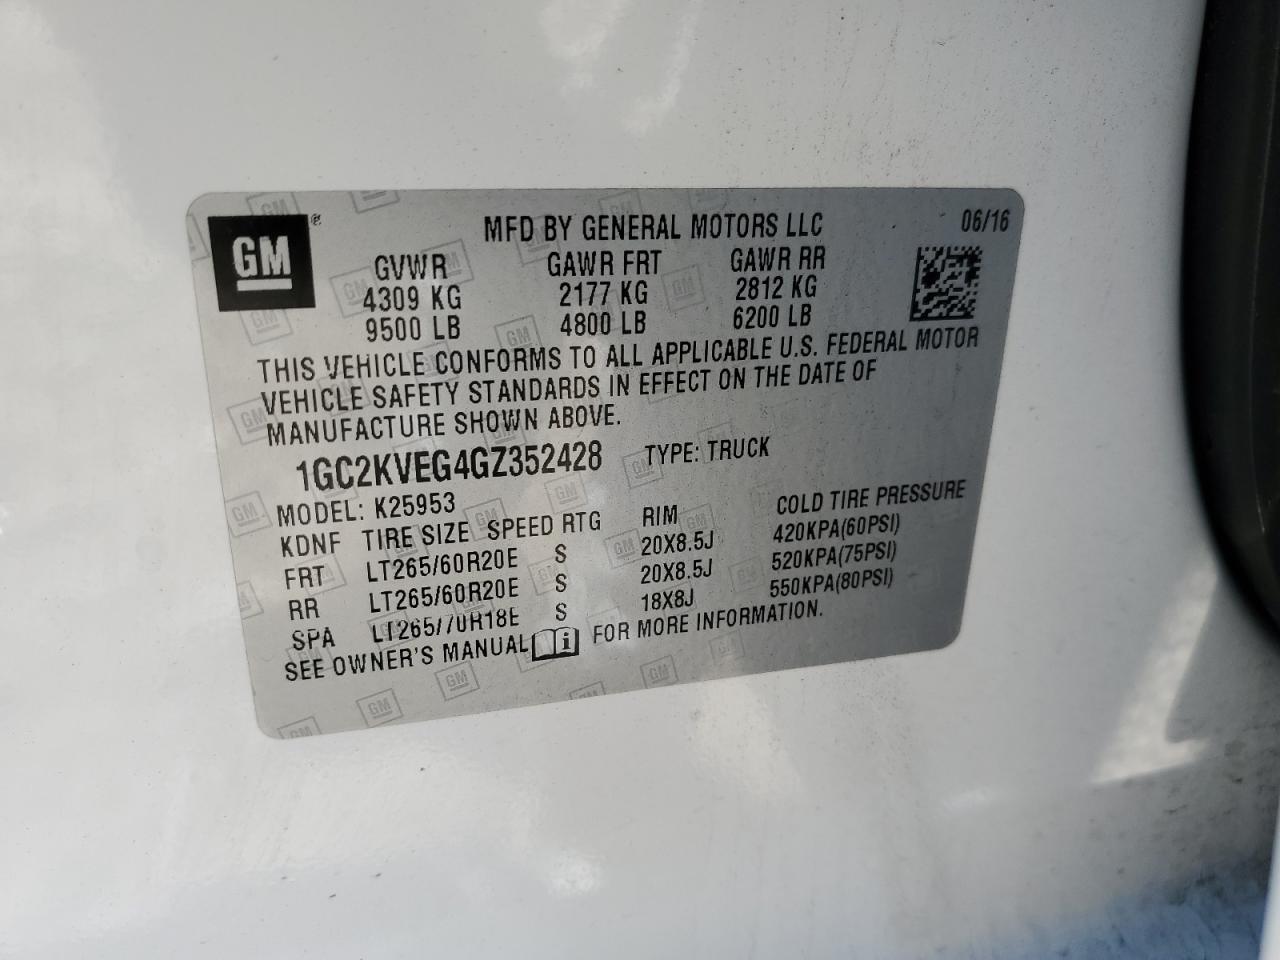 GM ®
MFD BY GENERAL MOTORS LLC 06/16
GVWR GAWR FRT GAWR RR
4309 KG 2177 KG 2812 KG
9500 LB 4800 LB 6200 LB
THIS VEHICLE CONFORMS TO ALL APPLICABLE U.S. FEDERAL MOTOR
VEHICLE SAFETY STANDARDS IN EFFECT ON THE DATE OF
MANUFACTURE SHOWN ABOVE.
1GC2KVEG4GZ352428 TYPE: TRUCK
MODEL: K25953
KDNF TIRE SIZE SPEED RTG RIM COLD TIRE PRESSURE
FRT LT265/60R20E S 20X8.5J 420KPA(60PSI)
RR LT265/60R20E S 20X8.5J 520KPA(75PSI)
SPA LT265/70R18E S 18X8J 550KPA(80PSI)
SEE OWNER'S MANUAL i FOR MORE INFORMATION.